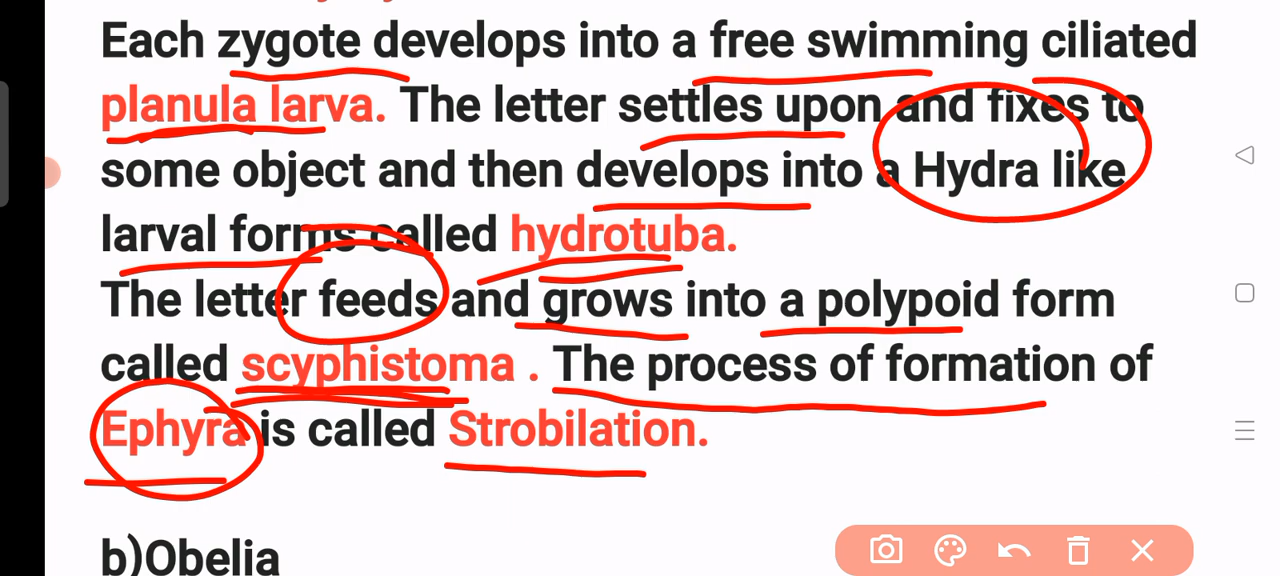 Each zygote develops into a free swimming ciliated
planula larva. The letter settles upon and fixes to
some object and then develops into a Hydra like
larval forms called hydrotuba.
The letter feeds and grows into a polypoid form
called scyphistoma . The process of formation of
Ephyra is called Strobilation.
b)Obelia